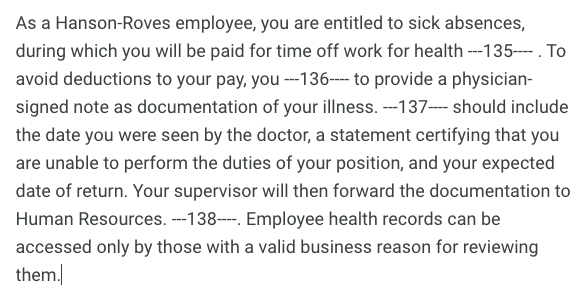 As a Hanson-Roves employee, you are entitled to sick absences,
during which you will be paid for time off work for health ---135---- . To
avoid deductions to your pay, you ---136---- to provide a physician-
signed note as documentation of your illness. ---137---- should include
the date you were seen by the doctor, a statement certifying that you
are unable to perform the duties of your position, and your expected
date of return. Your supervisor will then forward the documentation to
Human Resources. ---138----. Employee health records can be
accessed only by those with a valid business reason for reviewing
them.